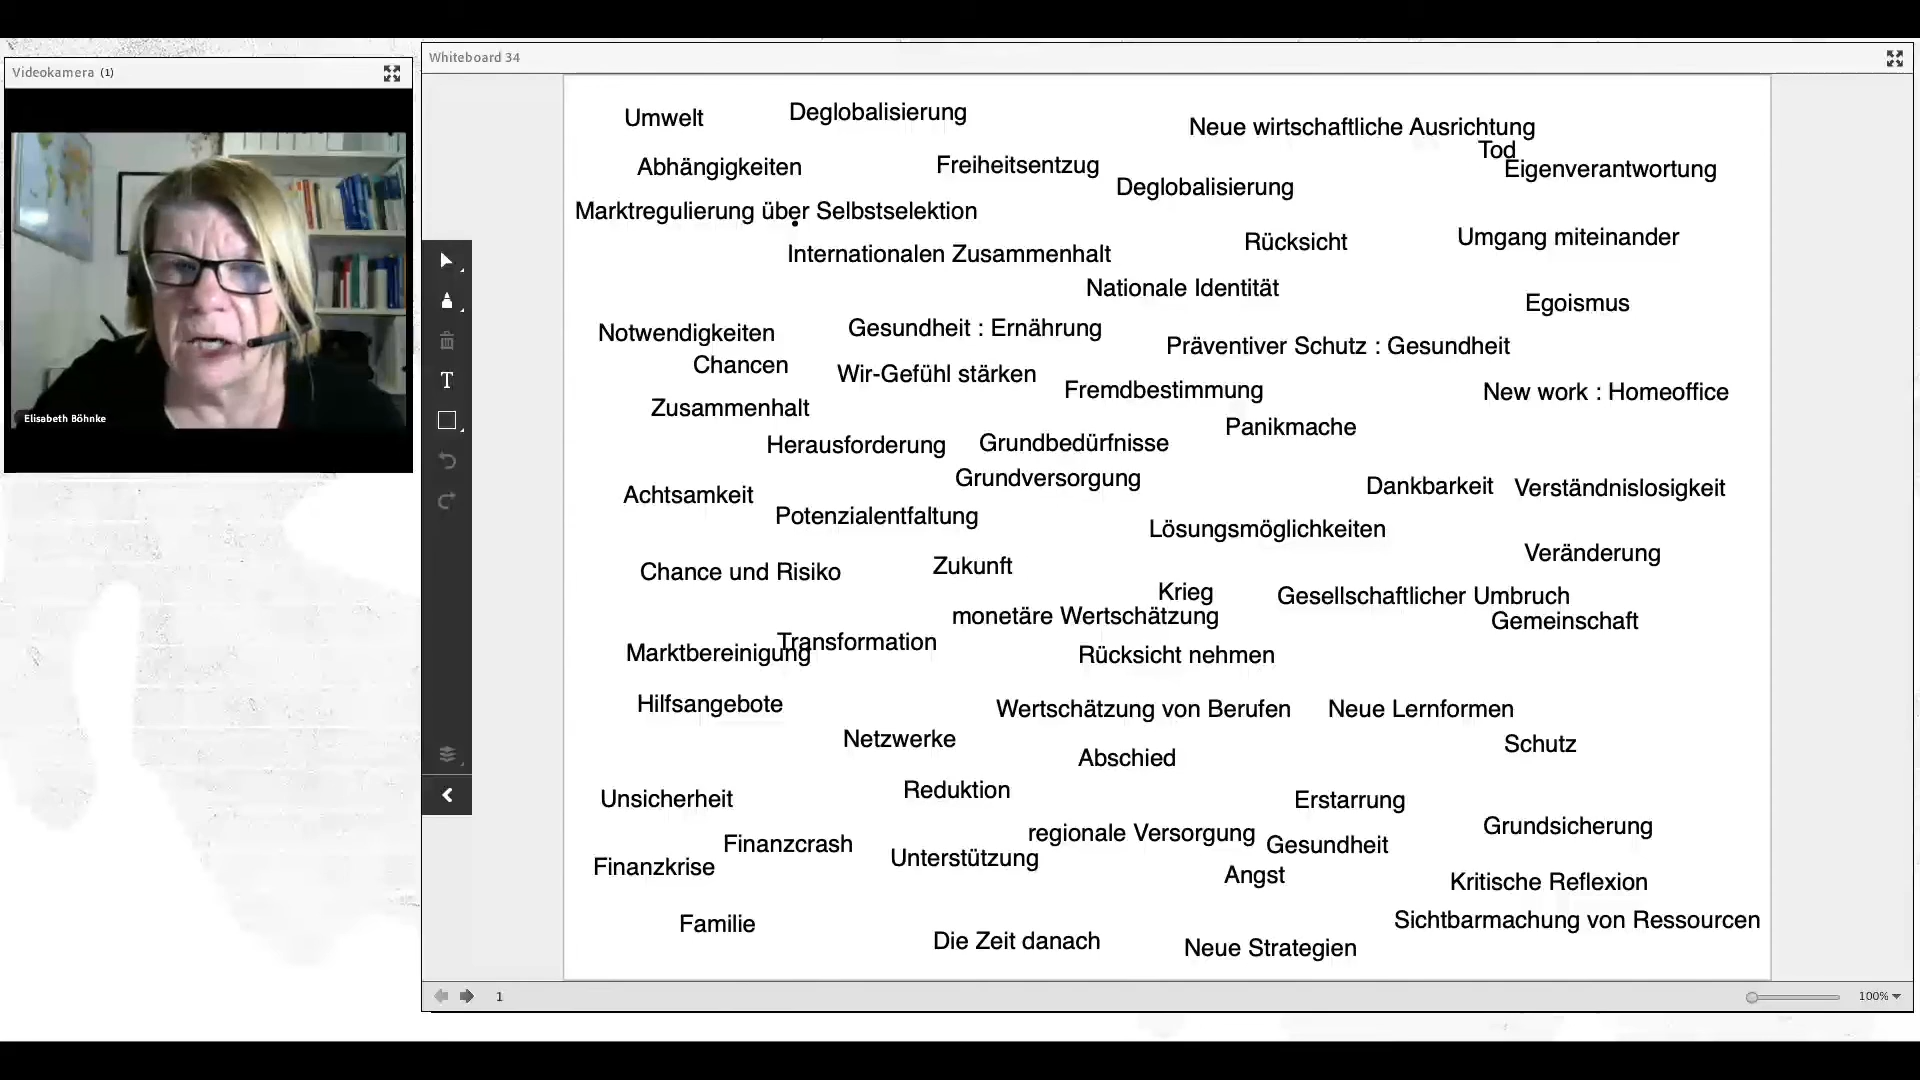 Videokamera (1)
Elisabeth Böhnke
Whiteboard 34
Umwelt
Deglobalisierung
Neue wirtschaftliche Ausrichtung
Tod
Abhängigkeiten
Freiheitsentzug
Eigenverantwortung
Deglobalisierung
Marktregulierung über Selbstselektion
Internationalen Zusammenhalt
Rücksicht
Umgang miteinander
Nationale Identität
Egoismus
Notwendigkeiten
Gesundheit : Ernährung
Präventiver Schutz : Gesundheit
Chancen
Wir-Gefühl stärken
Fremdbestimmung
New work : Homeoffice
Zusammenhalt
Panikmache
Herausforderung
Grundbedürfnisse
Grundversorgung
Achtsamkeit
Dankbarkeit
Verständnislosigkeit
Potenzialentfaltung
Lösungsmöglichkeiten
Veränderung
Chance und Risiko
Zukunft
Krieg
Gesellschaftlicher Umbruch
monetäre Wertschätzung
Gemeinschaft
Transformation
Marktbereinigung
Rücksicht nehmen
Hilfsangebote
Wertschätzung von Berufen
Neue Lernformen
Netzwerke
Abschied
Schutz
Unsicherheit
Reduktion
Erstarrung
Grundsicherung
regionale Versorgung
Finanzcrash
Gesundheit
Unterstützung
Finanzkrise
Angst
Kritische Reflexion
Familie
Sichtbarmachung von Ressourcen
Die Zeit danach
Neue Strategien
T
1
100%